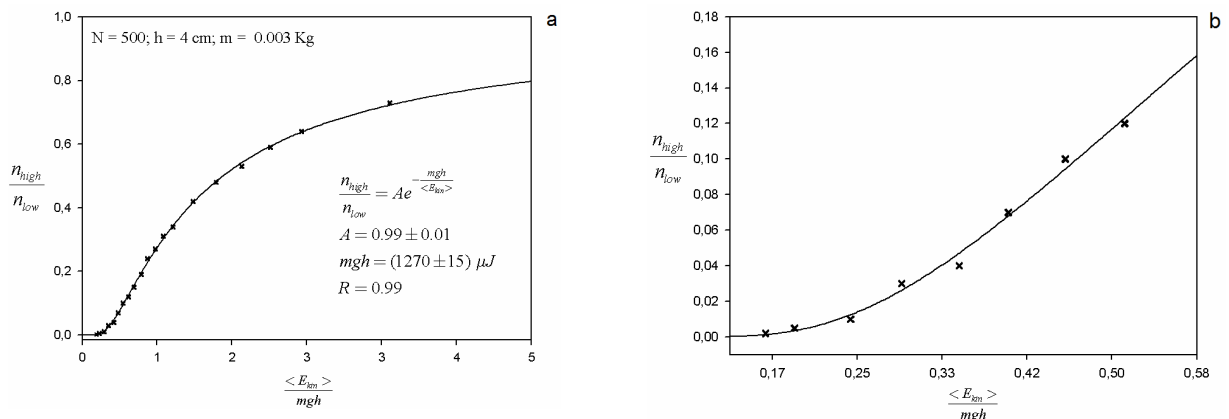 a
N = 500; h = 4 cm; m = 0.003 Kg
1,0
0,8
0,6
0,4
0,2
0,0
n_high / n_low
n_high / n_low = Ae^(-mgh / <E_km>)
A = 0.99 ± 0.01
mgh = (1270 ± 15) μJ
R = 0.99
0 1 2 3 3 4 5
<E_km> / mgh
b
0,18
0,16
0,14
0,12
0,10
0,08
0,06
0,04
0,02
0,00
n_high / n_low
0,17 0,25 0,33 0,42 0,50 0,58
<E_km> / mgh